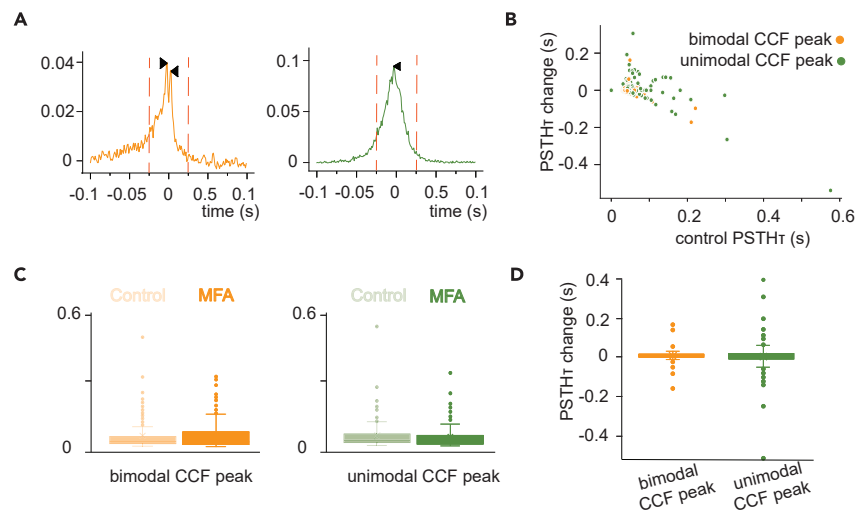 A
0.04
0.02
0
-0.1
-0.05
0
0.05
0.1
time (s)
0.1
0.05
0
-0.1
-0.05
0
0.05
0.1
time (s)
B
bimodal CCF peak
unimodal CCF peak
PSTHτ change (s)
0.2
0
-0.2
-0.4
0
0.2
0.4
0.6
control PSTHτ (s)
C
Control
MFA
0.6
0
bimodal CCF peak
Control
MFA
0.6
0
unimodal CCF peak
D
PSTHτ change (s)
0.4
0.2
0
-0.2
-0.4
bimodal
CCF peak
unimodal
CCF peak